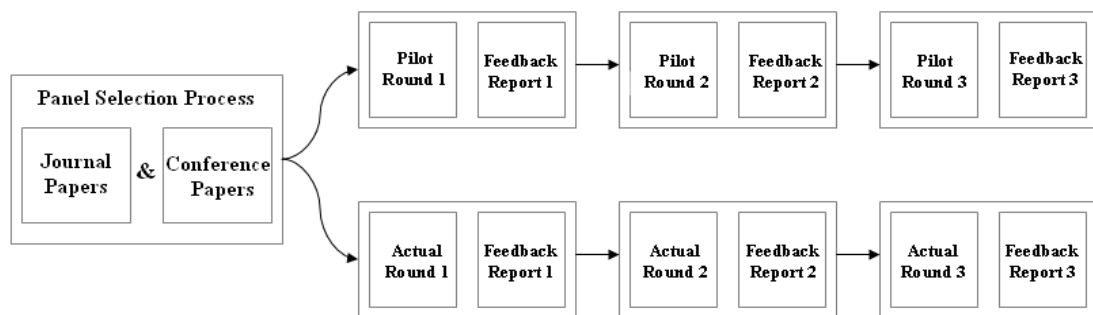 Panel Selection Process
Journal
Papers
&
Conference
Papers
Pilot
Round 1
Feedback
Report 1
Pilot
Round 2
Feedback
Report 2
Pilot
Round 3
Feedback
Report 3
Actual
Round 1
Feedback
Report 1
Actual
Round 2
Feedback
Report 2
Actual
Round 3
Feedback
Report 3